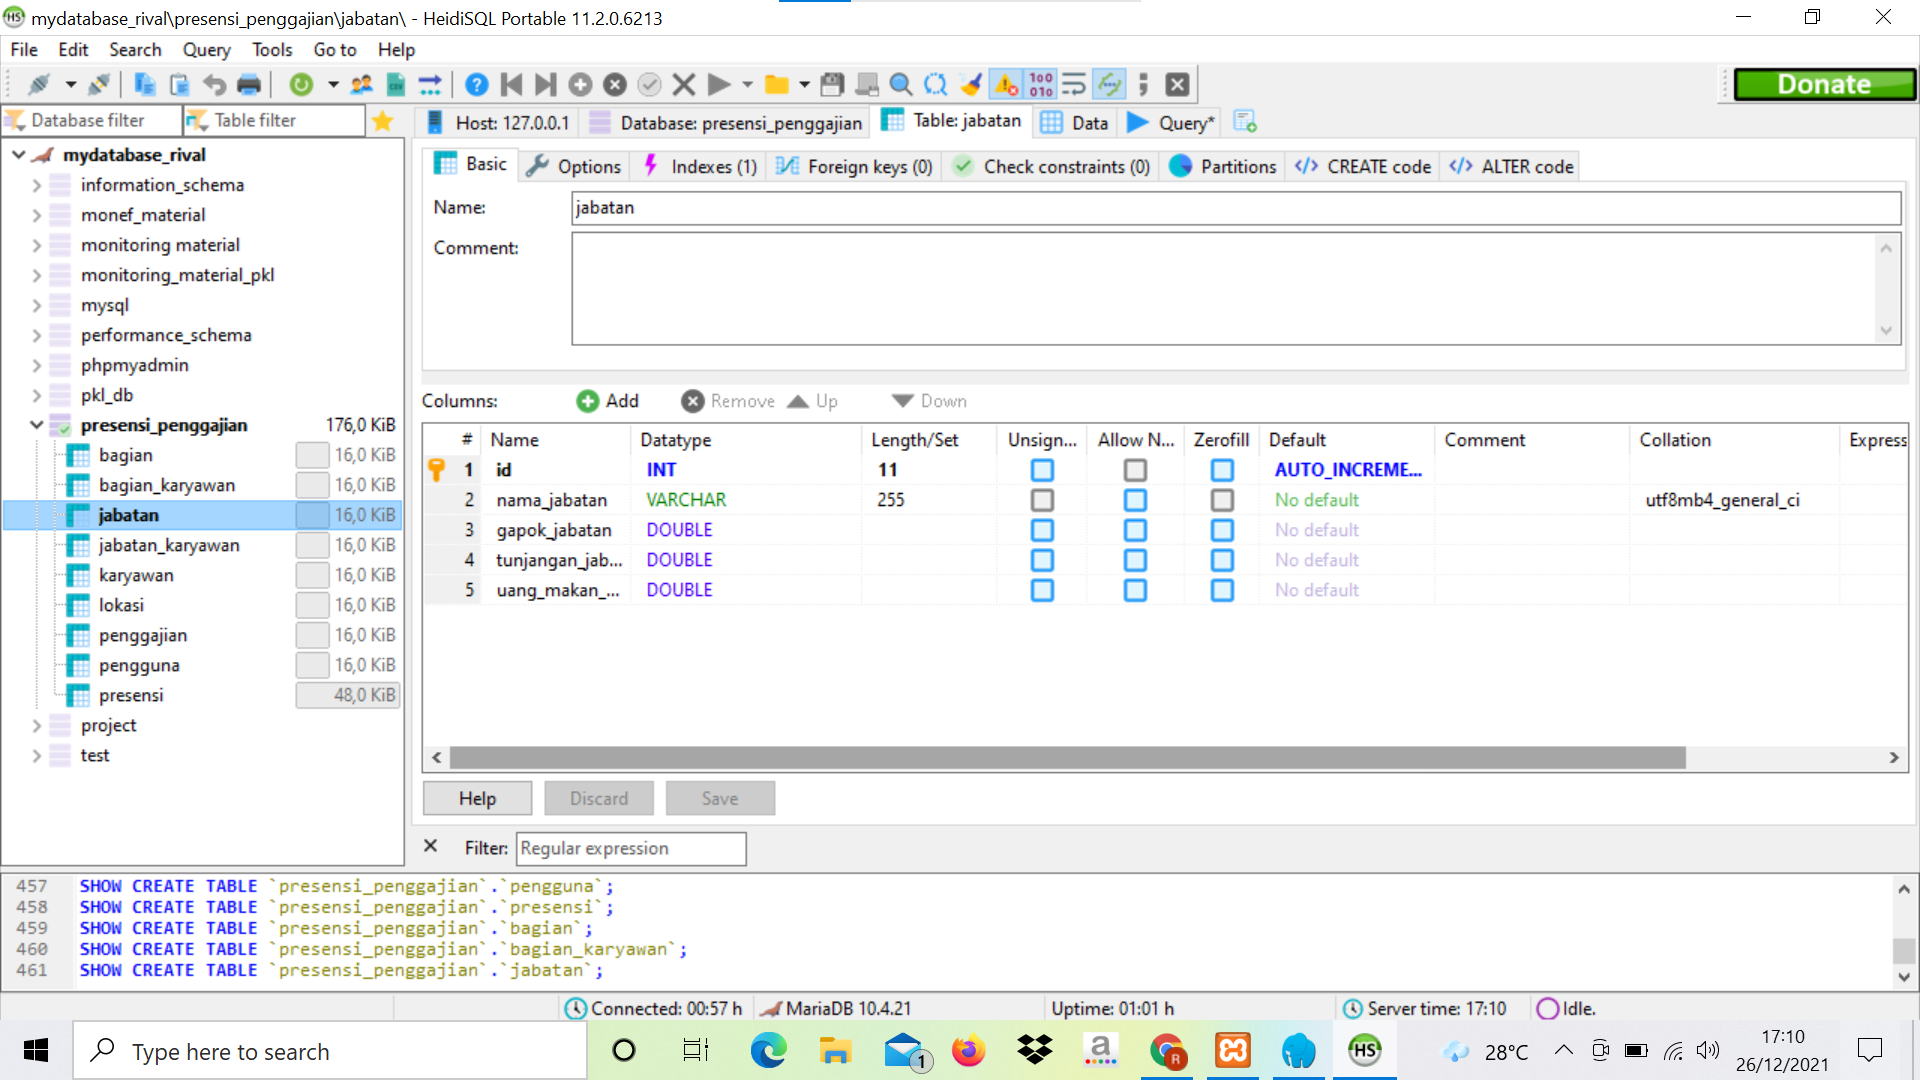 HS mydatabase_rival\presensi_penggajian\jabatan\ - HeidiSQL Portable 11.2.0.6213
File Edit Search Query Tools Go to Help
Donate
Database filter Table filter
Host: 127.0.0.1 Database: presensi_penggajian Table: jabatan Data Query*
mydatabase_rival
information_schema
monef_material
monitoring material
monitoring_material_pkl
mysql
performance_schema
phpmyadmin
pkl_db
presensi_penggajian 176,0 KiB
bagian 16,0 KiB
bagian_karyawan 16,0 KiB
jabatan 16,0 KiB
jabatan_karyawan 16,0 KiB
karyawan 16,0 KiB
lokasi 16,0 KiB
penggajian 16,0 KiB
pengguna 16,0 KiB
presensi 48,0 KiB
project
test
Basic Options Indexes (1) Foreign keys (0) Check constraints (0) Partitions CREATE code ALTER code
Name: jabatan
Comment:
Columns: Add Remove Up Down
# Name Datatype Length/Set Unsign... Allow N... Zerofill Default Comment Collation Express
1 id INT 11 AUTO_INCREME...
2 nama_jabatan VARCHAR 255 No default utf8mb4_general_ci
3 gapok_jabatan DOUBLE No default
4 tunjangan_jab... DOUBLE No default
5 uang_makan_... DOUBLE No default
Help Discard Save
Filter: Regular expression
457 SHOW CREATE TABLE `presensi_penggajian`.`pengguna`;
458 SHOW CREATE TABLE `presensi_penggajian`.`presensi`;
459 SHOW CREATE TABLE `presensi_penggajian`.`bagian`;
460 SHOW CREATE TABLE `presensi_penggajian`.`bagian_karyawan`;
461 SHOW CREATE TABLE `presensi_penggajian`.`jabatan`;
Connected: 00:57 h MariaDB 10.4.21 Uptime: 01:01 h Server time: 17:10 Idle.
Type here to search 1 a R HS 28°C 17:10
26/12/2021